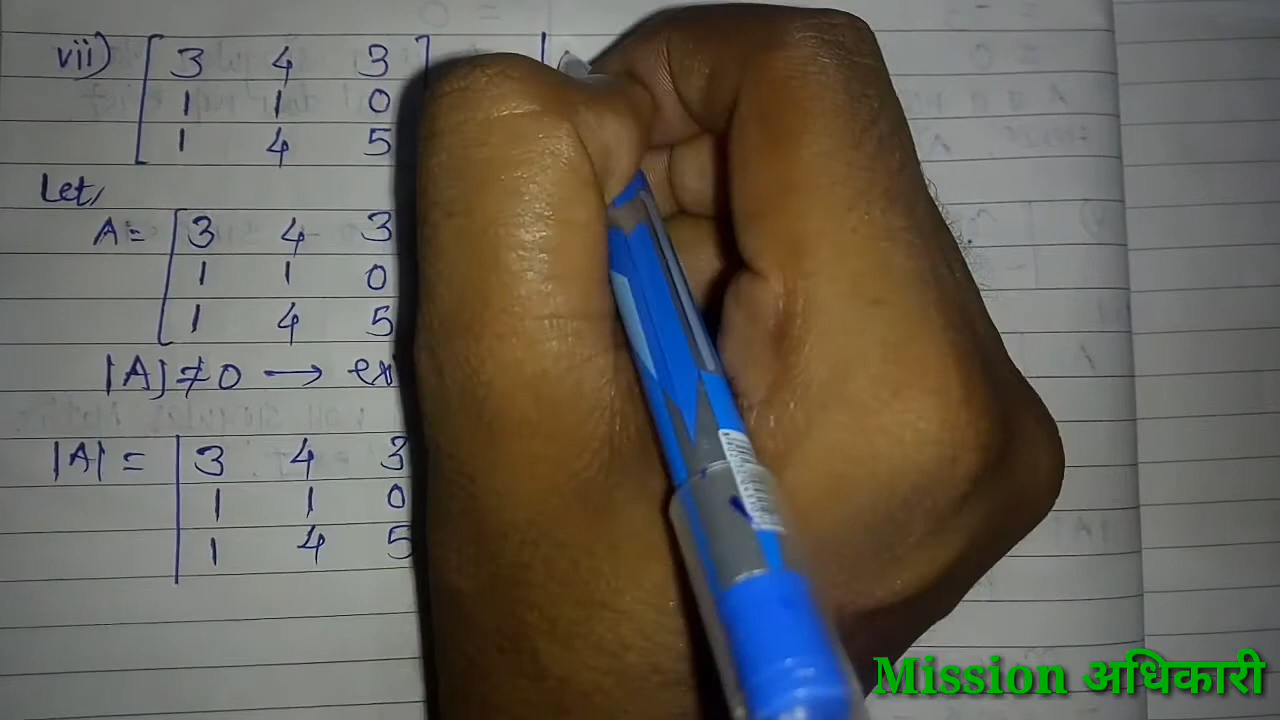 vii) [ 3 4 3 ]
1 1 0
1 4 5
Let,
A = [ 3 4 3
1 1 0
1 4 5
|A| ≠ 0 →
|A| = | 3 4 3
1 1 0
1 4 5
Mission अधिकारी